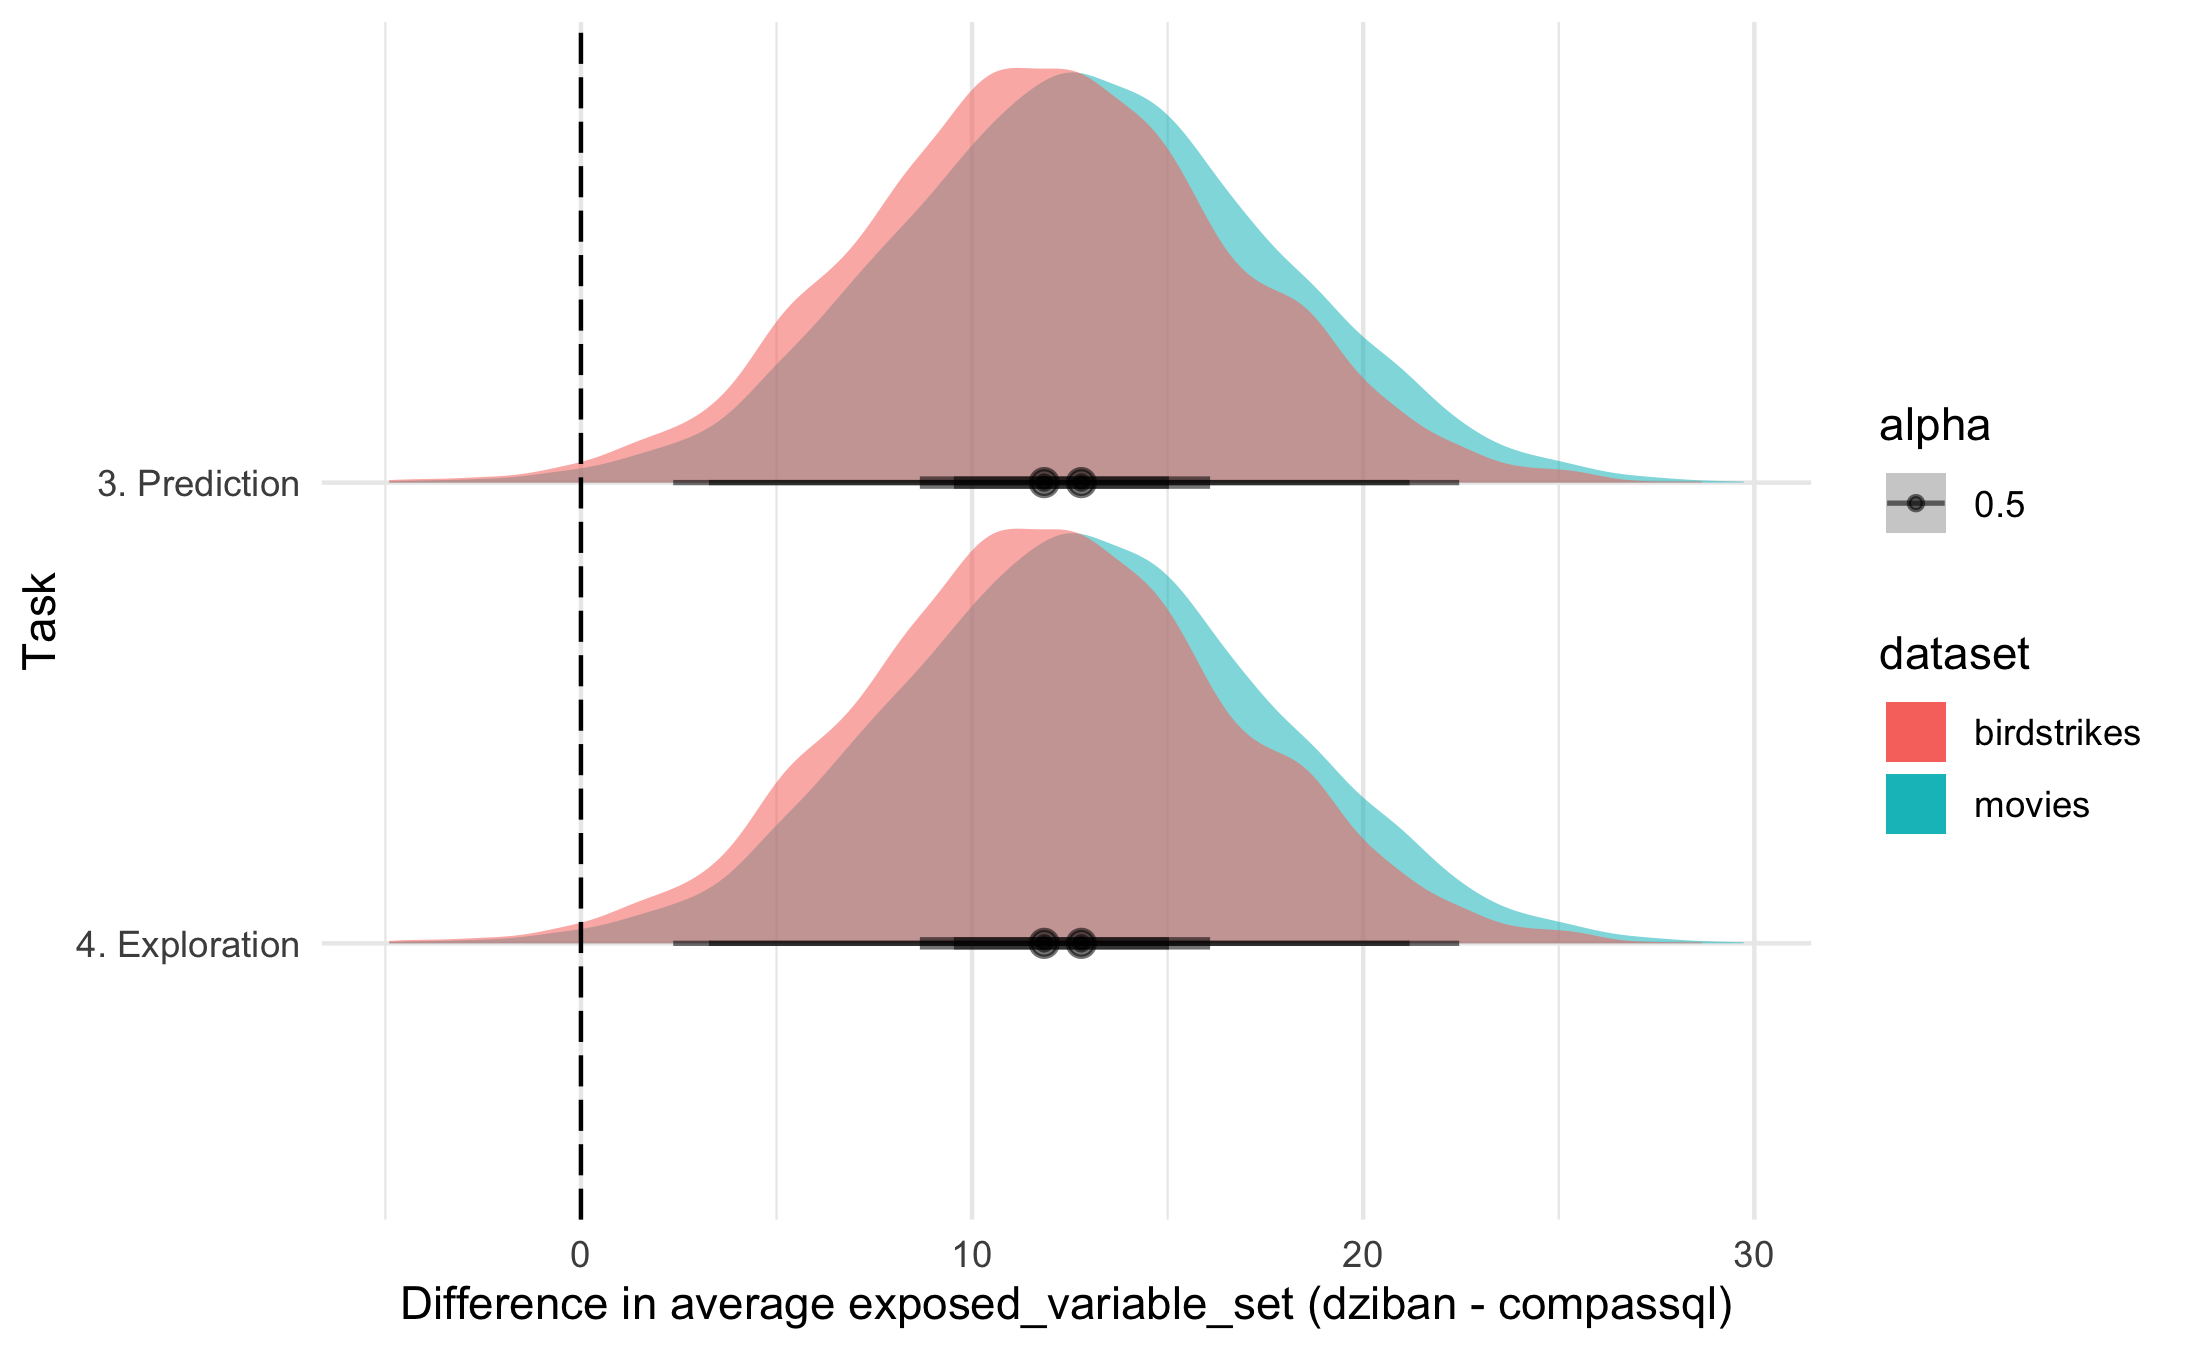 Task
3. Prediction
4. Exploration
0
10
20
30
Difference in average exposed_variable_set (dziban - compassql)
alpha
0.5
dataset
birdstrikes
movies